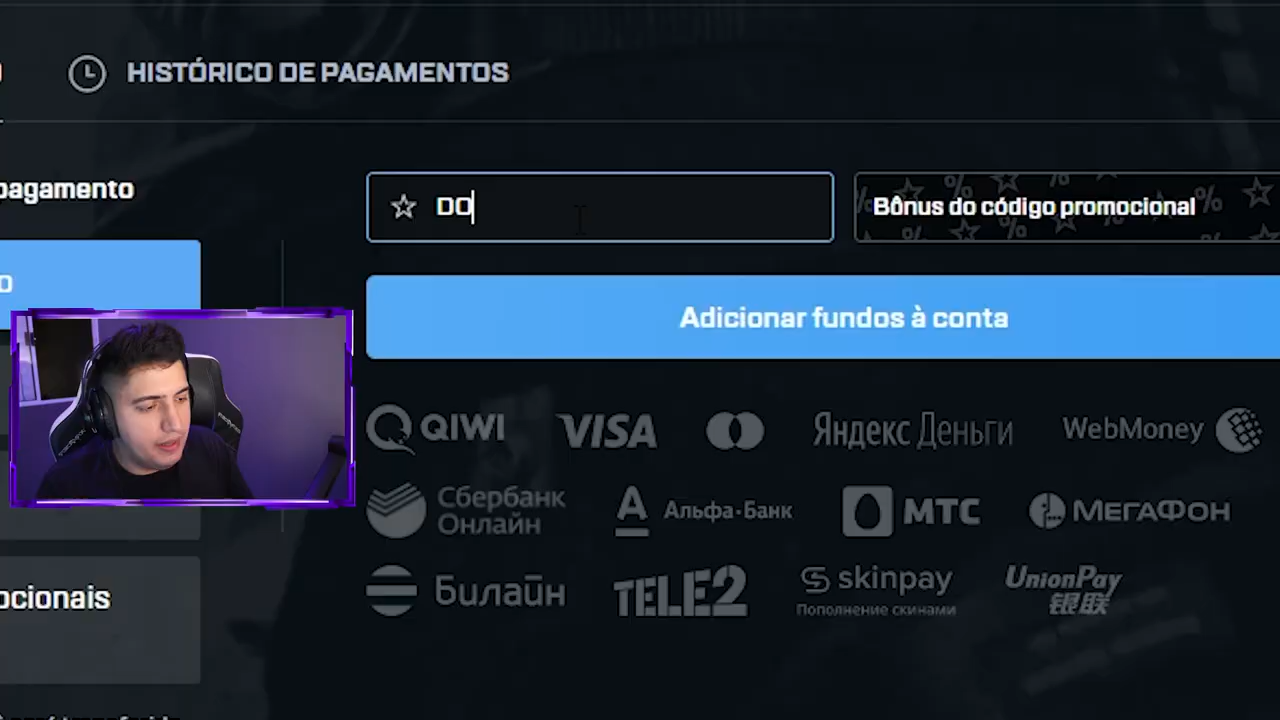 HISTÓRICO DE PAGAMENTOS
pagamento
DO
Bônus do código promocional
Adicionar fundos à conta
QIWI VISA Яндекс Деньги WebMoney
Сбербанк Онлайн Альфа·Банк МТС МЕГАФОН
Билайн TELE2 skinpay Пополнение скинами UnionPay 银联
ocionais